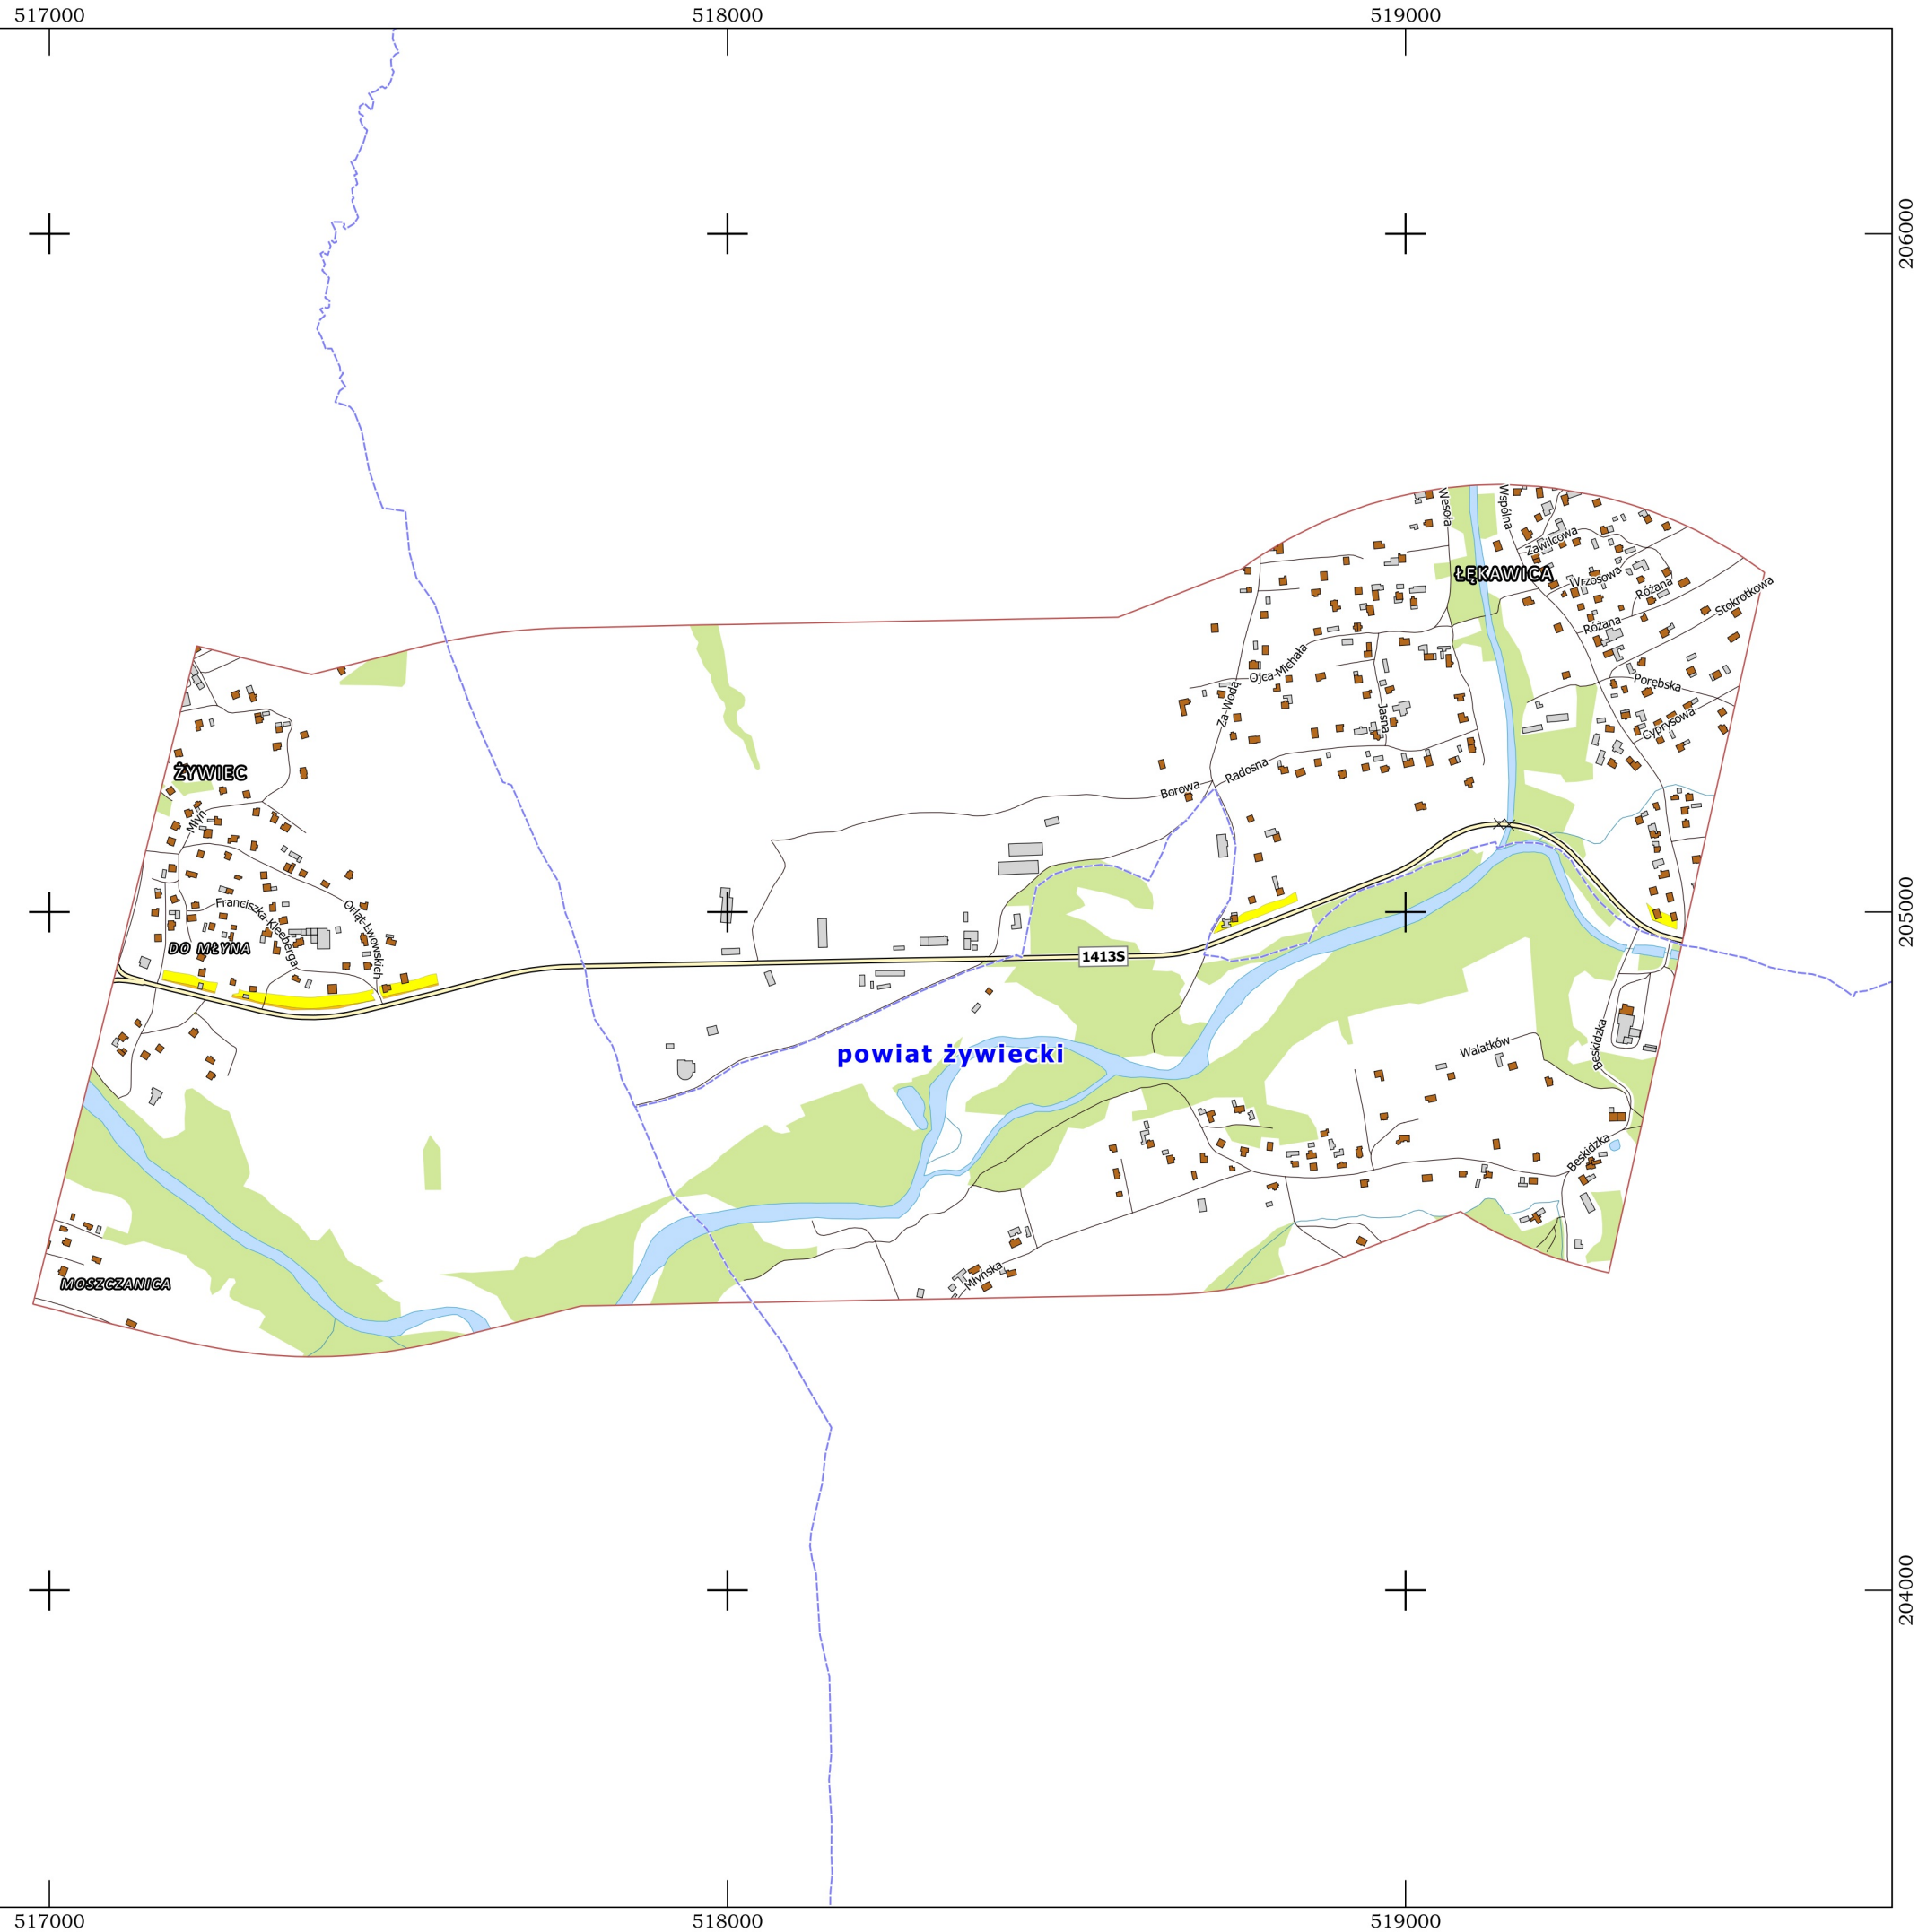 517000
518000
519000
206000
Wesoła
Wspólna
Zawilcowa
ŁĘKAWICA
Wrzosowa
Różana
Stokrotkowa
Różana
Ojca-Michała
Porębska
Za-Wodą
Jasna
Cyprysowa
ŻYWIEC
Radosna
Borowa
Młyn
205000
Franciszka-Kleeberga
Orląt-Lwowskich
DO MŁYNA
1413S
powiat żywiecki
Walatków
Beskidzka
Beskidzka
MOSZCZANICA
Młyńska
204000
517000
518000
519000